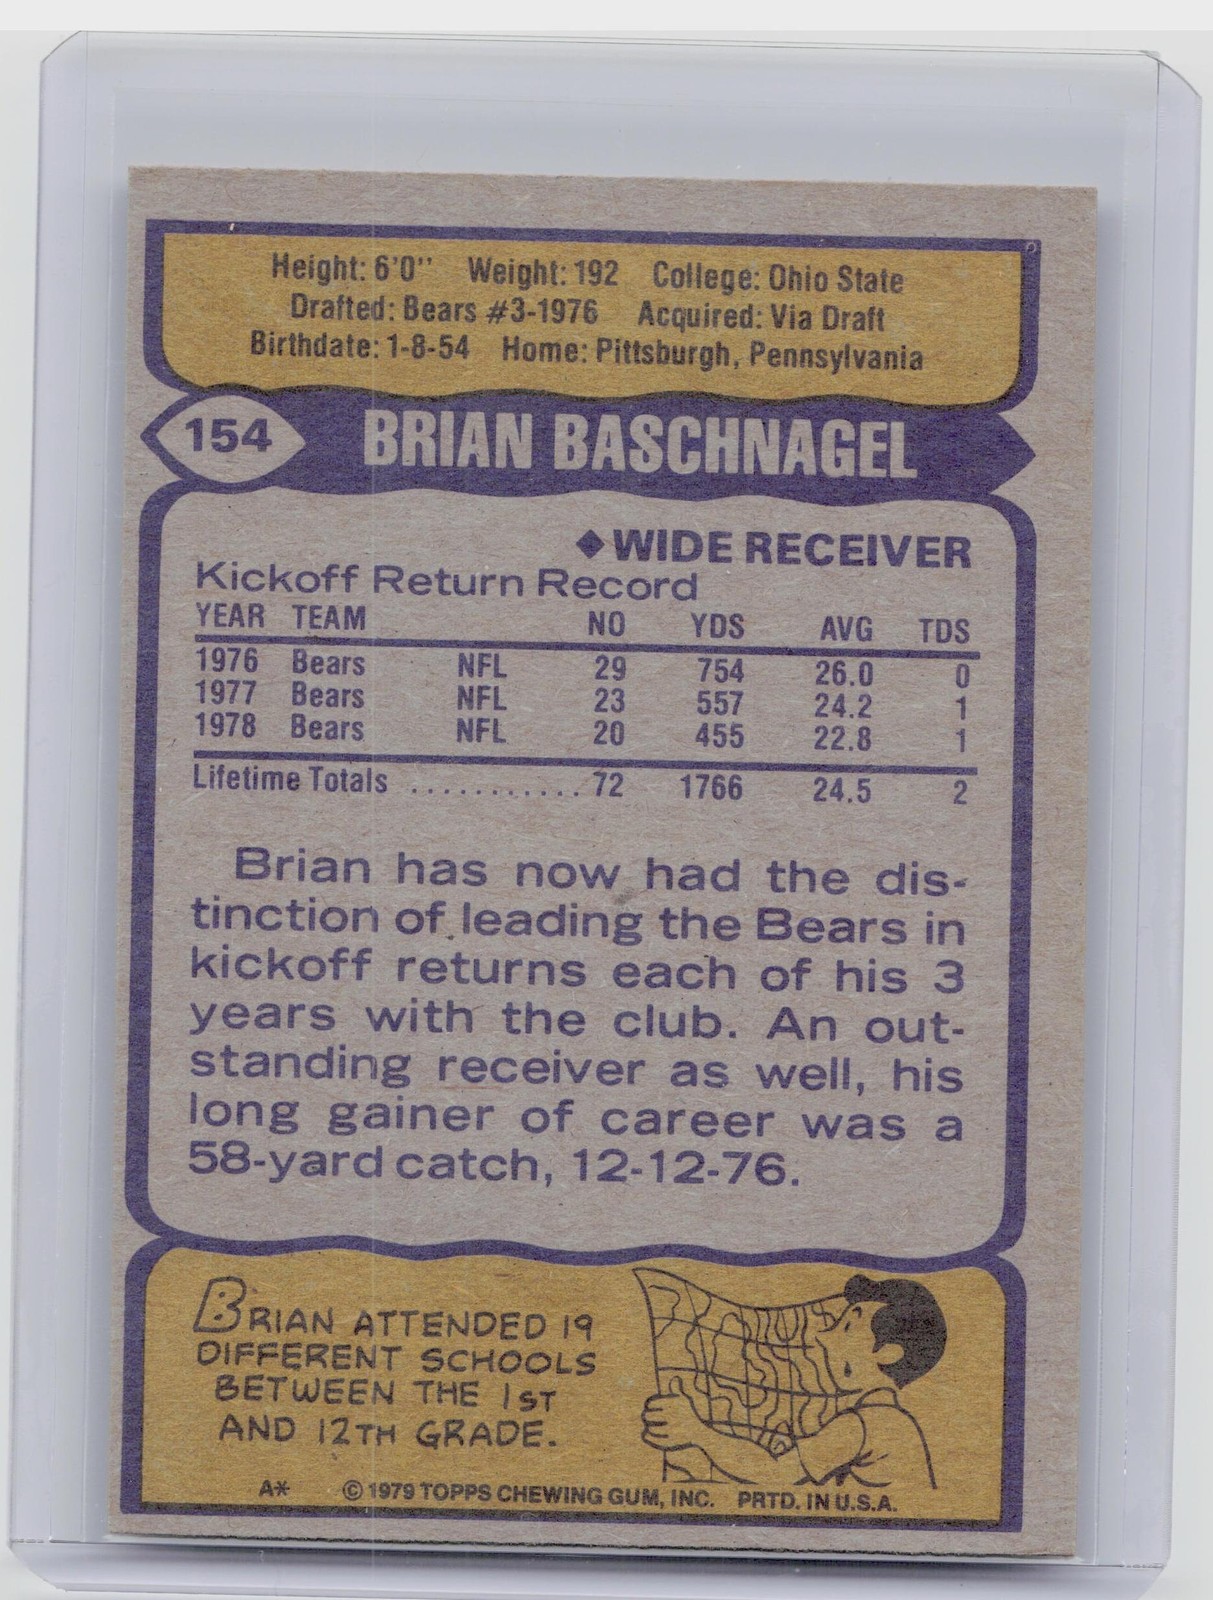 Height: 6'0" Weight: 192 College: Ohio State
Drafted: Bears #3-1976 Acquired: Via Draft
Birthdate: 1-8-54 Home: Pittsburgh, Pennsylvania
154 BRIAN BASCHNAGEL
◆WIDE RECEIVER
Kickoff Return Record
YEAR TEAM NO YDS AVG TDS
1976 Bears NFL 29 754 26.0 0
1977 Bears NFL 23 557 24.2 1
1978 Bears NFL 20 455 22.8 1
Lifetime Totals ........... 72 1766 24.5 2
Brian has now had the dis-
tinction of leading the Bears in
kickoff returns each of his 3
years with the club. An out-
standing receiver as well, his
long gainer of career was a
58-yard catch, 12-12-76.
BRIAN ATTENDED 19
DIFFERENT SCHOOLS
BETWEEN THE 1ST
AND 12TH GRADE.
A* © 1979 TOPPS CHEWING GUM, INC. PRTD. IN U.S.A.